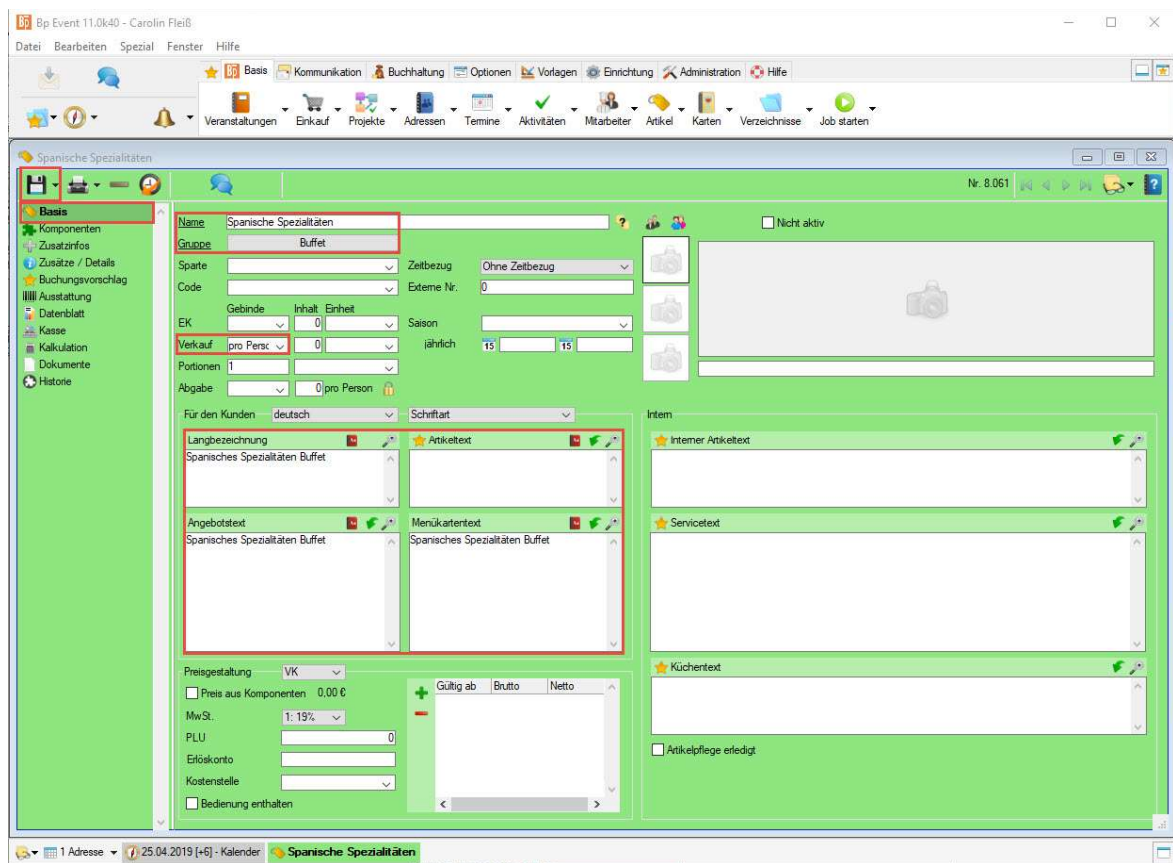 Bp Bp Event 11.0k40 - Carolin Fleiß
Datei Bearbeiten Spezial Fenster Hilfe
Bp Basis Kommunikation Buchhaltung Optionen Vorlagen Einrichtung Administration Hilfe
Veranstaltungen Einkauf Projekte Adressen Termine Aktivitäten Mitarbeiter Artikel Karten Verzeichnisse Job starten
Spanische Spezialitäten
Nr. 8.061
Basis
Komponenten
Zusatzinfos
Zusätze / Details
Buchungsvorschlag
Ausstattung
Datenblatt
Kasse
Kalkulation
Dokumente
Historie
Name Spanische Spezialitäten Nicht aktiv
Gruppe Buffet
Sparte Zeitbezug Ohne Zeitbezug
Code Externe Nr. 0
Gebinde Inhalt Einheit
EK 0 Saison
Verkauf pro Persc 0 jährlich 15 15
Portionen 1
Abgabe 0 pro Person
Für den Kunden deutsch Schriftart
Langbezeichnung Artikeltext
Spanisches Spezialitäten Buffet
Angebotstext Menükartentext
Spanisches Spezialitäten Buffet Spanisches Spezialitäten Buffet
Intern
Interner Artikeltext
Servicetext
Küchentext
Artikelpflege erledigt
Preisgestaltung VK
Preis aus Komponenten 0,00 €
MwSt. 1: 19%
PLU 0
Erlöskonto
Kostenstelle
Bedienung enthalten
Gültig ab Brutto Netto
1 Adresse 25.04.2019 [+6] - Kalender Spanische Spezialitäten